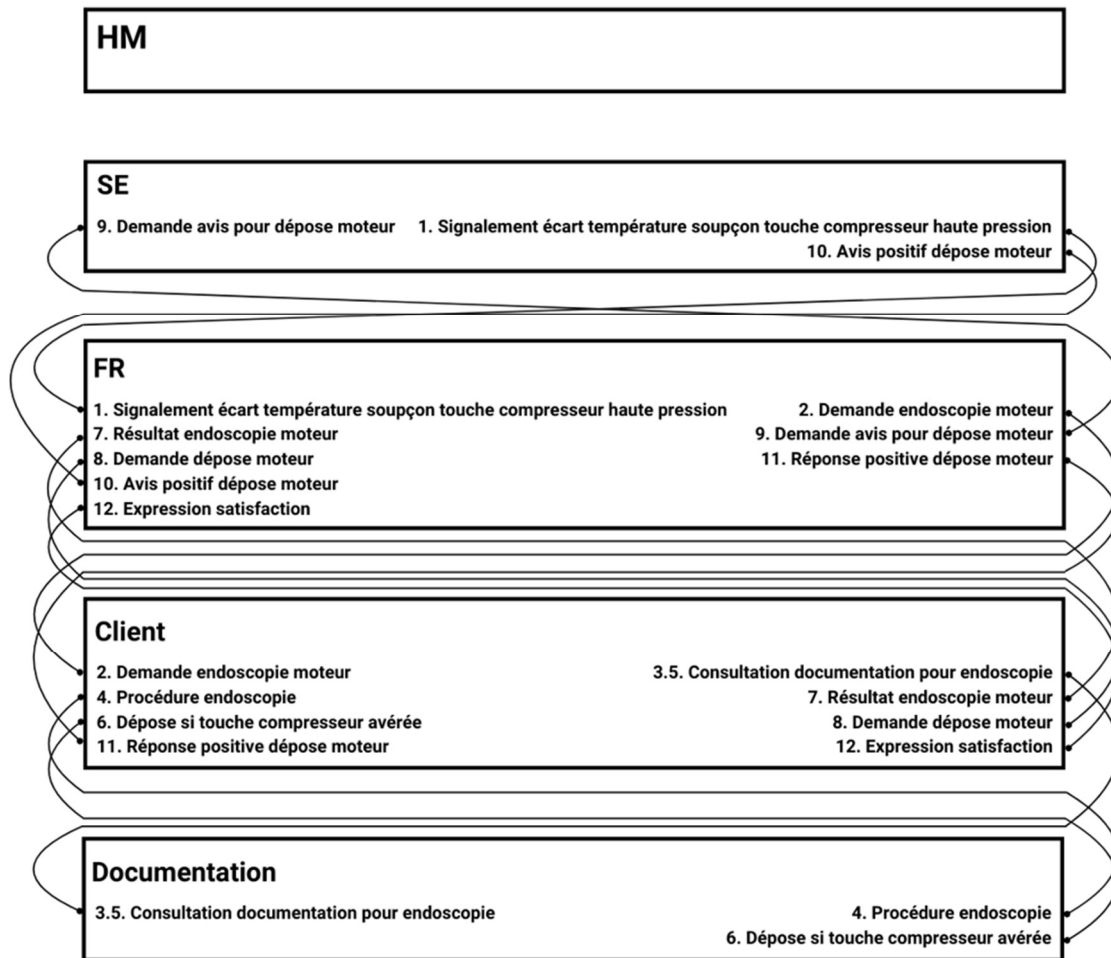 HM
SE
9. Demande avis pour dépose moteur 1. Signalement écart température soupçon touche compresseur haute pression
10. Avis positif dépose moteur
FR
1. Signalement écart température soupçon touche compresseur haute pression 2. Demande endoscopie moteur
7. Résultat endoscopie moteur 9. Demande avis pour dépose moteur
8. Demande dépose moteur 11. Réponse positive dépose moteur
10. Avis positif dépose moteur
12. Expression satisfaction
Client
2. Demande endoscopie moteur 3.5. Consultation documentation pour endoscopie
4. Procédure endoscopie 7. Résultat endoscopie moteur
6. Dépose si touche compresseur avérée 8. Demande dépose moteur
11. Réponse positive dépose moteur 12. Expression satisfaction
Documentation
3.5. Consultation documentation pour endoscopie 4. Procédure endoscopie
6. Dépose si touche compresseur avérée